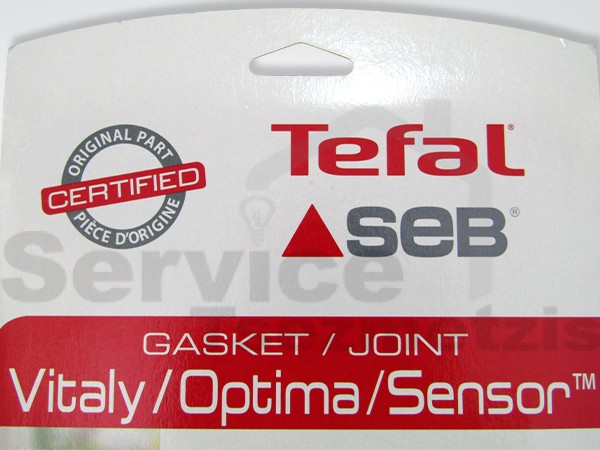 ORIGINAL PART
CERTIFIED
PIÈCE D'ORIGINE
Tefal®
SEB®
Service
GASKET / JOINT
Vitaly/Optima/Sensor™